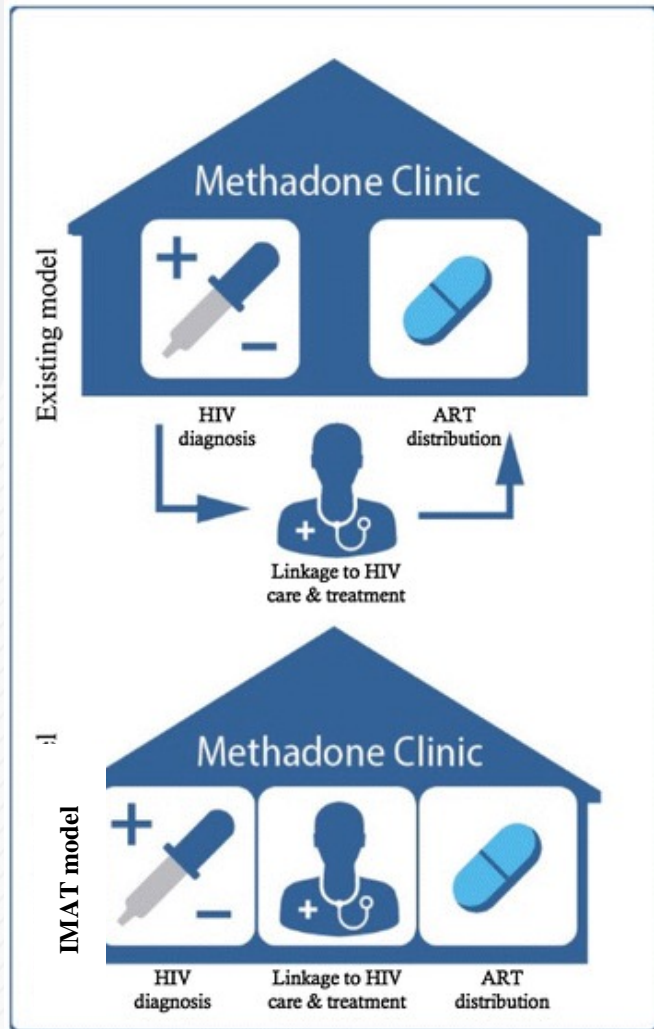 Methadone Clinic
Existing model
HIV
diagnosis
ART
distribution
Linkage to HIV
care & treatment
Methadone Clinic
IMAT model
HIV
diagnosis
Linkage to HIV
care & treatment
ART
distribution